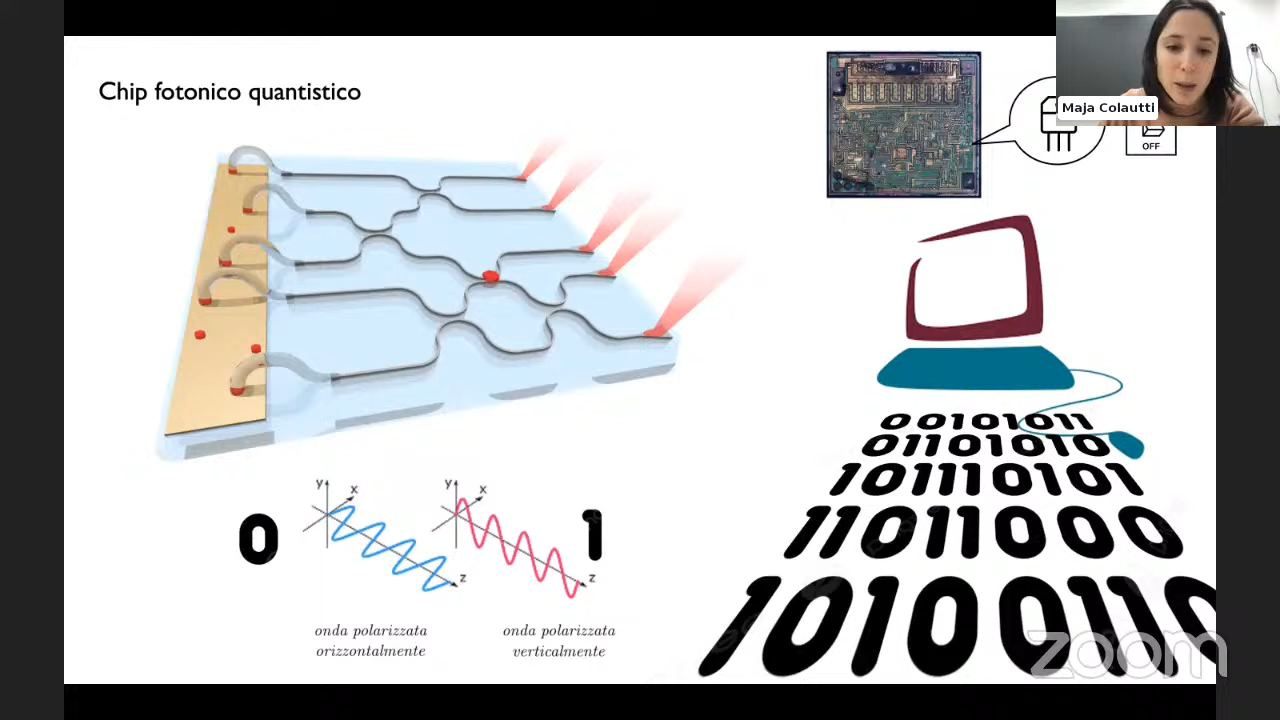 Chip fotonico quantistico
Maja Colautti
OFF
00101011
01101010
101110101
11011000
10100110
0
y
x
z
y
x
z
1
onda polarizzata
orizzontalmente
onda polarizzata
verticalmente
zoom